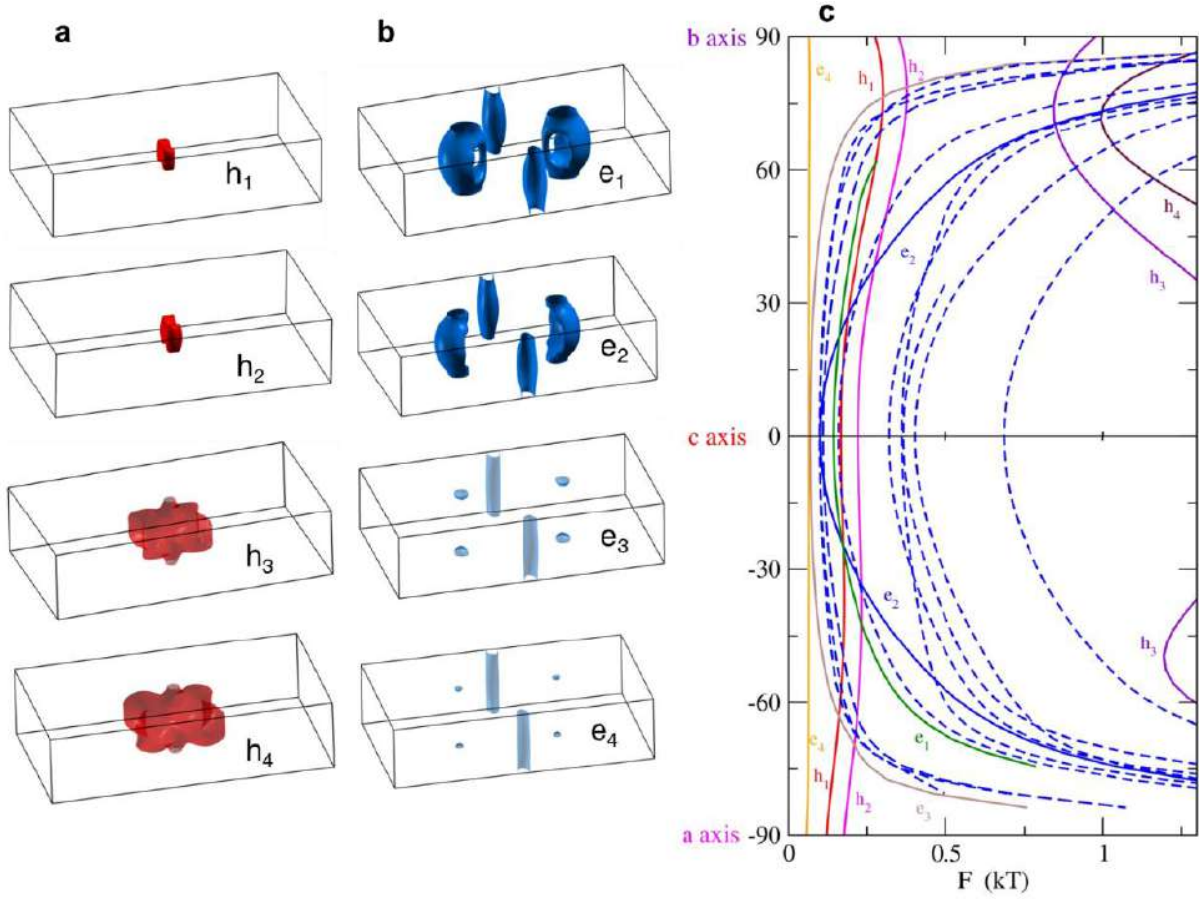 a
h₁
h₂
h₃
h₄
b
e₁
e₂
e₃
e₄
c
b axis 90
60
30
c axis 0
-30
-60
a axis -90
e₄
h₁
h₂
e₂
h₄
h₃
e₂
h₃
e₁
e₄
h₁
h₂
e₃
0 0.5 1
F (kT)